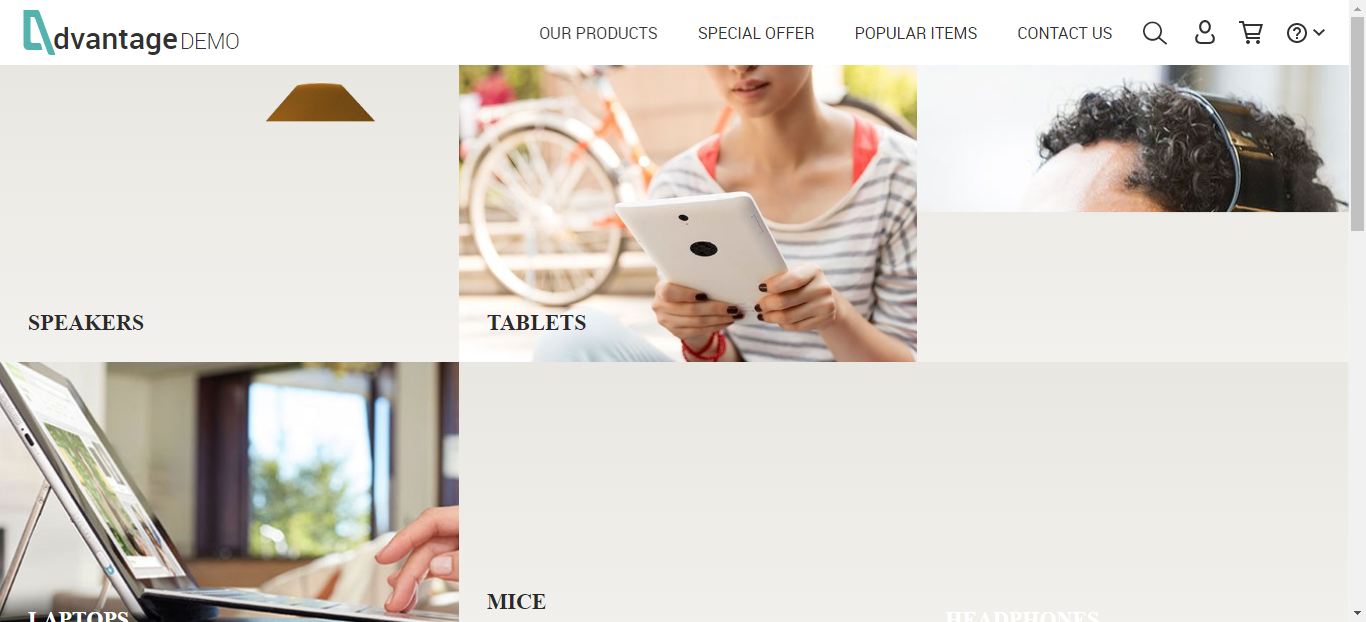 dvantage DEMO
OUR PRODUCTS
SPECIAL OFFER
POPULAR ITEMS
CONTACT US
SPEAKERS
TABLETS
MICE
LAPTOPS
HEADPHONES